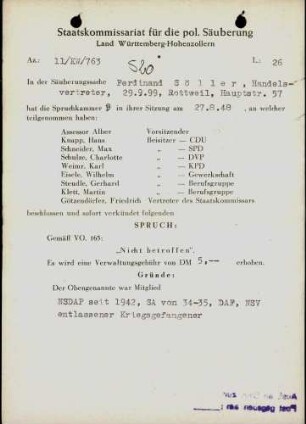 Staatskommissariat für die pol. Säuberung
Land Württemberg-Hohenzollern
Az.: 11/KW/763 L: 26
520
In der Säuberungssache Ferdinand Söller, Handels-
vertreter, 29.9.99, Rottweil, Hauptstr. 57
hat die Spruchkammer in ihrer Sitzung am 27.8.48, an welcher
teilgenommen haben:
Assessor Alber Vorsitzender
Knapp, Hans Beisitzer — CDU
Schneider, Max „ — SPD
Schulze, Charlotte „ — DVP
Weimr, Karl „ — KPD
Eisele, Wilhelm „ — Gewerkschaft
Stendle, Gerhard „ — Berufsgruppe
Klett, Martin „ — Berufsgruppe
Götzendörfer, Friedrich Vertreter des Staatskommissars
beschlossen und sofort verkündet folgenden
SPRUCH:
Gemäß VO. 165:
„Nicht betroffen".
Es wird eine Verwaltungsgebühr von DM 5,-- erhoben.
Gründe:
Der Obengenannte war Mitglied
NSDAP seit 1942, SA von 34-35, DAF, NSV
entlassener Kriegsgefangener